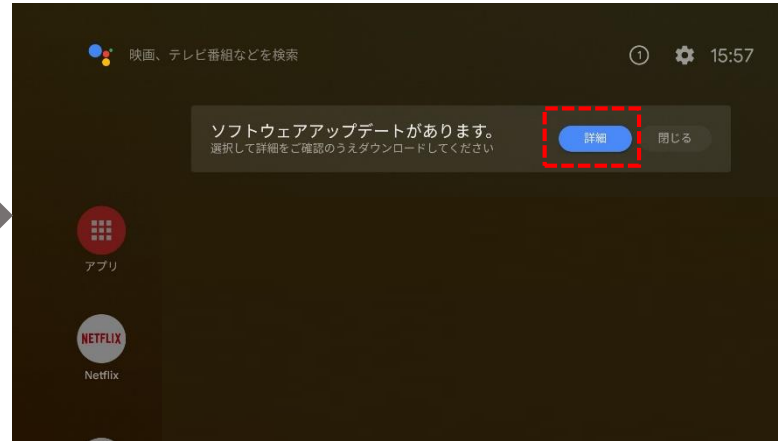 映画、テレビ番組などを検索
1
15:57
ソフトウェアアップデートがあります。
選択して詳細をご確認のうえダウンロードしてください
詳細
閉じる
アプリ
NETFLIX
Netflix